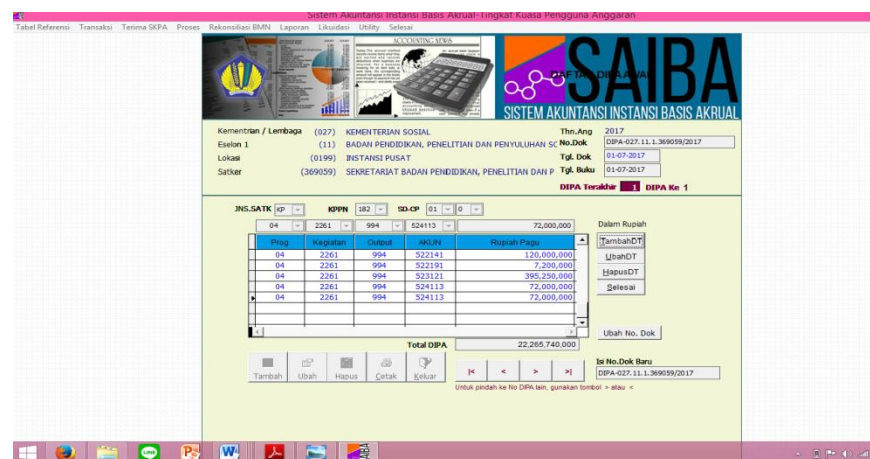 Sistem Akuntansi Instansi Basis Akrual-Tingkat Kuasa Pengguna Anggaran
Tabel Referensi Transaksi Terima SKPA Proses Rekonsiliasi BMN Laporan Likuidasi Utility Selesai
ACCOUNTING NEWS
SAIBA
DAFTAR DIPA AWAL
SISTEM AKUNTANSI INSTANSI BASIS AKRUAL
Kementrian / Lembaga (027) KEMENTERIAN SOSIAL Thn.Ang 2017
Eselon 1 (11) BADAN PENDIDIKAN, PENELITIAN DAN PENYULUHAN SC No.Dok DIPA-027.11.1.369059/2017
Lokasi (0199) INSTANSI PUSAT Tgl. Dok 01-07-2017
Satker (369059) SEKRETARIAT BADAN PENDIDIKAN, PENELITIAN DAN P Tgl. Buku 01-07-2017
DIPA Terakhir 1 DIPA Ke 1
JNS.SATK KP KPPN 182 SD-CP 01 0
04 2261 994 524113 72,000,000 Dalam Rupiah
Prog Kegiatan Output AKUN Rupiah Pagu TambahDT
04 2261 994 522141 120,000,000 UbahDT
04 2261 994 522191 7,200,000
04 2261 994 523121 395,250,000 HapusDT
04 2261 994 524113 72,000,000 Selesai
04 2261 994 524113 72,000,000
Ubah No. Dok
Total DIPA 22,265,740,000
Isi No.Dok Baru
Tambah Ubah Hapus Cetak Keluar |< < > >| DIPA-027.11.1.369059/2017
Untuk pindah ke No DIPA lain, gunakan tombol > atau <
LINE